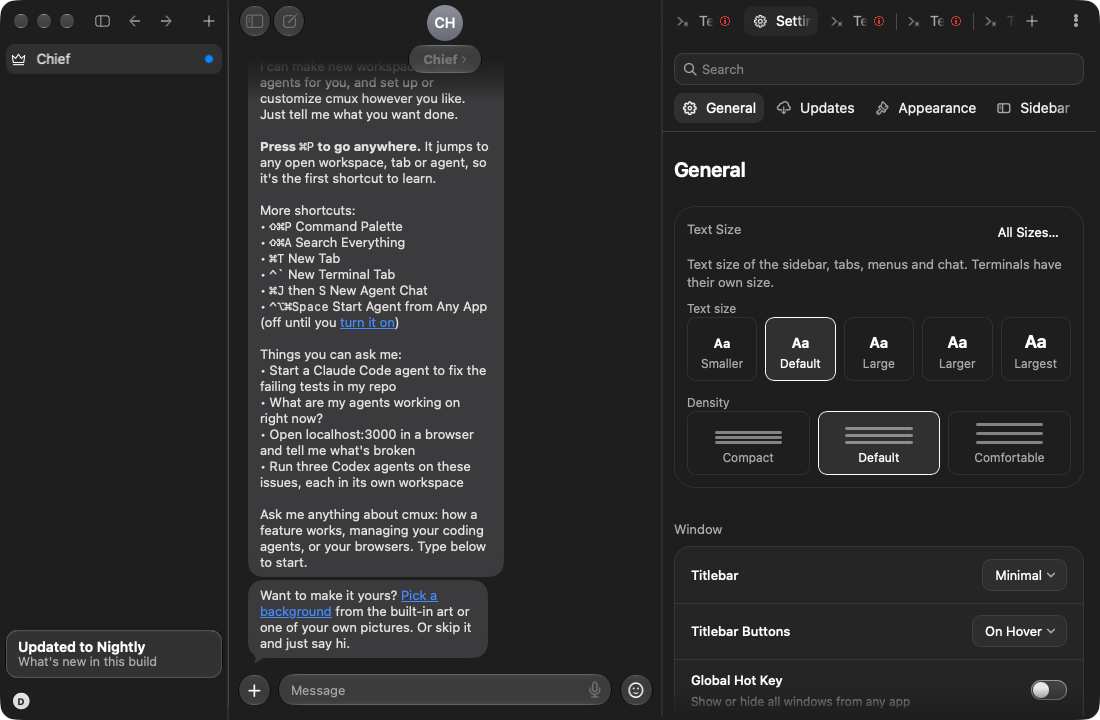 Chief
Updated to Nightly
What's new in this build
D
CH
Chief
I can make new workspac
agents for you, and set up or
customize cmux however you like.
Just tell me what you want done.
Press ⌘P to go anywhere. It jumps to
any open workspace, tab or agent, so
it's the first shortcut to learn.
More shortcuts:
• ⇧⌘P Command Palette
• ⇧⌘A Search Everything
• ⌘T New Tab
• ^` New Terminal Tab
• ⌘J then S New Agent Chat
• ^⌥⌘Space Start Agent from Any App
(off until you turn it on)
Things you can ask me:
• Start a Claude Code agent to fix the
failing tests in my repo
• What are my agents working on
right now?
• Open localhost:3000 in a browser
and tell me what's broken
• Run three Codex agents on these
issues, each in its own workspace
Ask me anything about cmux: how a
feature works, managing your coding
agents, or your browsers. Type below
to start.
Want to make it yours? Pick a
background from the built-in art or
one of your own pictures. Or skip it
and just say hi.
Message
Te Settin Te Te T
Search
General Updates Appearance Sidebar
General
Text Size All Sizes...
Text size of the sidebar, tabs, menus and chat. Terminals have
their own size.
Text size
Aa Aa Aa Aa Aa
Smaller Default Large Larger Largest
Density
Compact Default Comfortable
Window
Titlebar Minimal
Titlebar Buttons On Hover
Global Hot Key
Show or hide all windows from any app